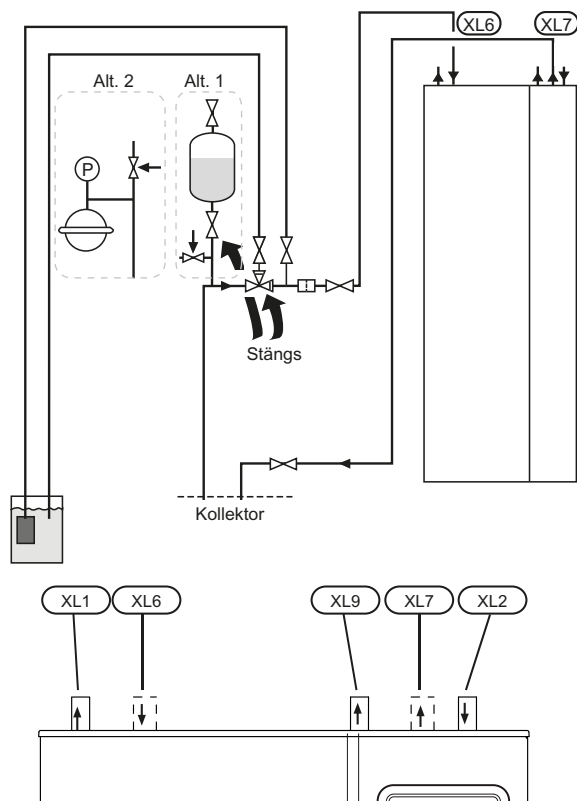 XL6 XL7
Alt. 2 Alt. 1
P
Stängs
Kollektor
XL1 XL6 XL9 XL7 XL2